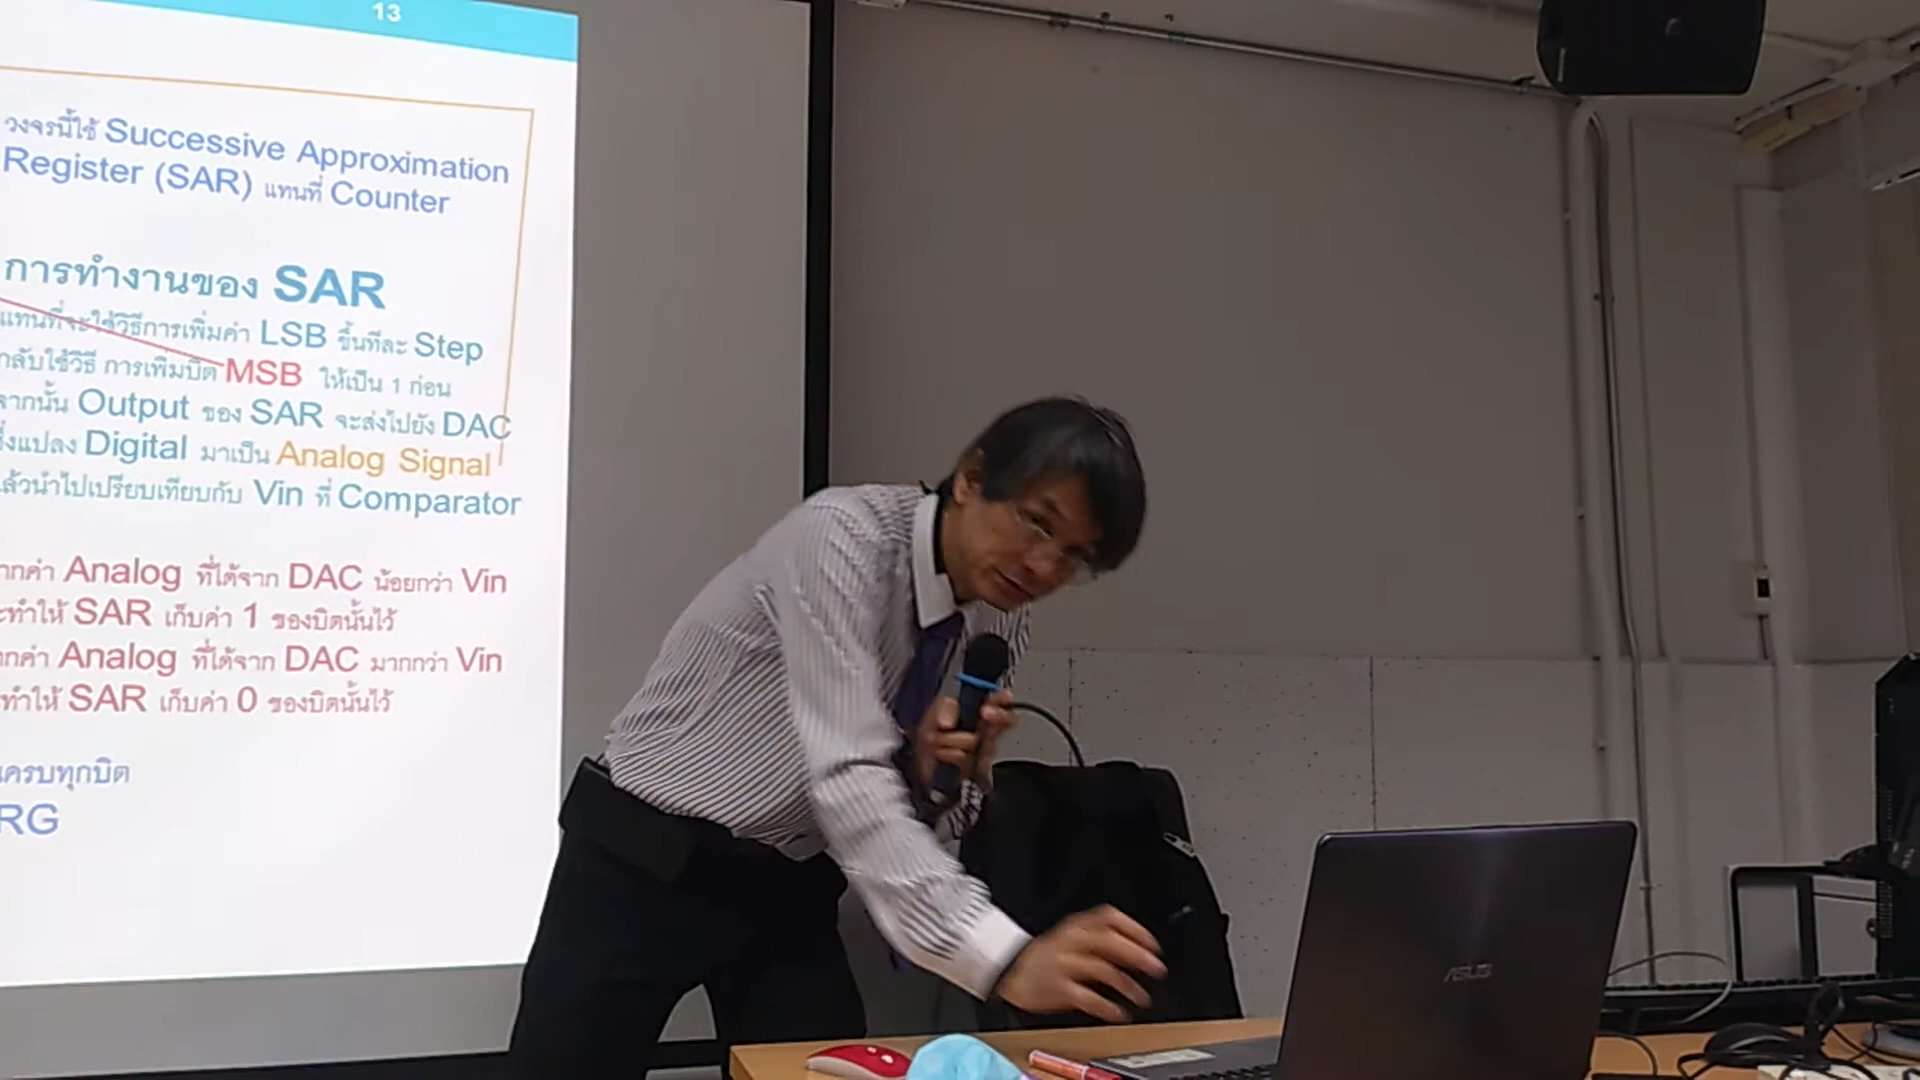 13
วงจรนี้ใช้ Successive Approximation
Register (SAR) แทนที่ Counter
การทำงานของ SAR
แทนที่จะใช้วิธีการเพิ่มค่า LSB ขึ้นทีละ Step
กลับใช้วิธี การเพิ่มบิต MSB ให้เป็น 1 ก่อน
จากนั้น Output ของ SAR จะส่งไปยัง DAC
ซึ่งแปลง Digital มาเป็น Analog Signal
แล้วนำไปเปรียบเทียบกับ Vin ที่ Comparator
ากค่า Analog ที่ได้จาก DAC น้อยกว่า Vin
ะทำให้ SAR เก็บค่า 1 ของบิตนั้นไว้
ากค่า Analog ที่ได้จาก DAC มากกว่า Vin
ะทำให้ SAR เก็บค่า 0 ของบิตนั้นไว้
นครบทุกบิต
RG
ASUS